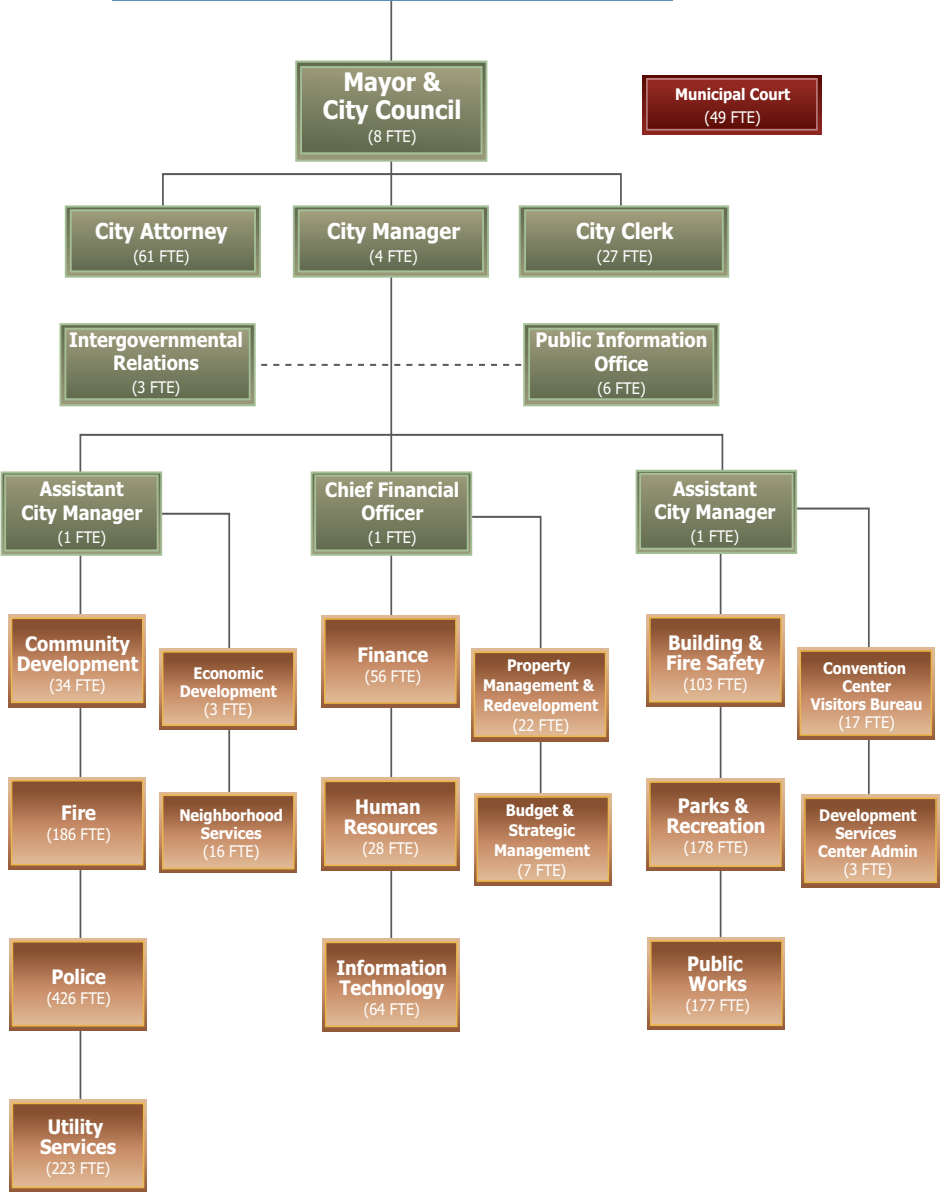 Mayor &
City Council
(8 FTE)
Municipal Court
(49 FTE)
City Attorney
(61 FTE)
City Manager
(4 FTE)
City Clerk
(27 FTE)
Intergovernmental
Relations
(3 FTE)
Public Information
Office
(6 FTE)
Assistant
City Manager
(1 FTE)
Chief Financial
Officer
(1 FTE)
Assistant
City Manager
(1 FTE)
Community
Development
(34 FTE)
Economic
Development
(3 FTE)
Finance
(56 FTE)
Property
Management &
Redevelopment
(22 FTE)
Building &
Fire Safety
(103 FTE)
Convention
Center
Visitors Bureau
(17 FTE)
Fire
(186 FTE)
Neighborhood
Services
(16 FTE)
Human
Resources
(28 FTE)
Budget &
Strategic
Management
(7 FTE)
Parks &
Recreation
(178 FTE)
Development
Services
Center Admin
(3 FTE)
Police
(426 FTE)
Information
Technology
(64 FTE)
Public
Works
(177 FTE)
Utility
Services
(223 FTE)